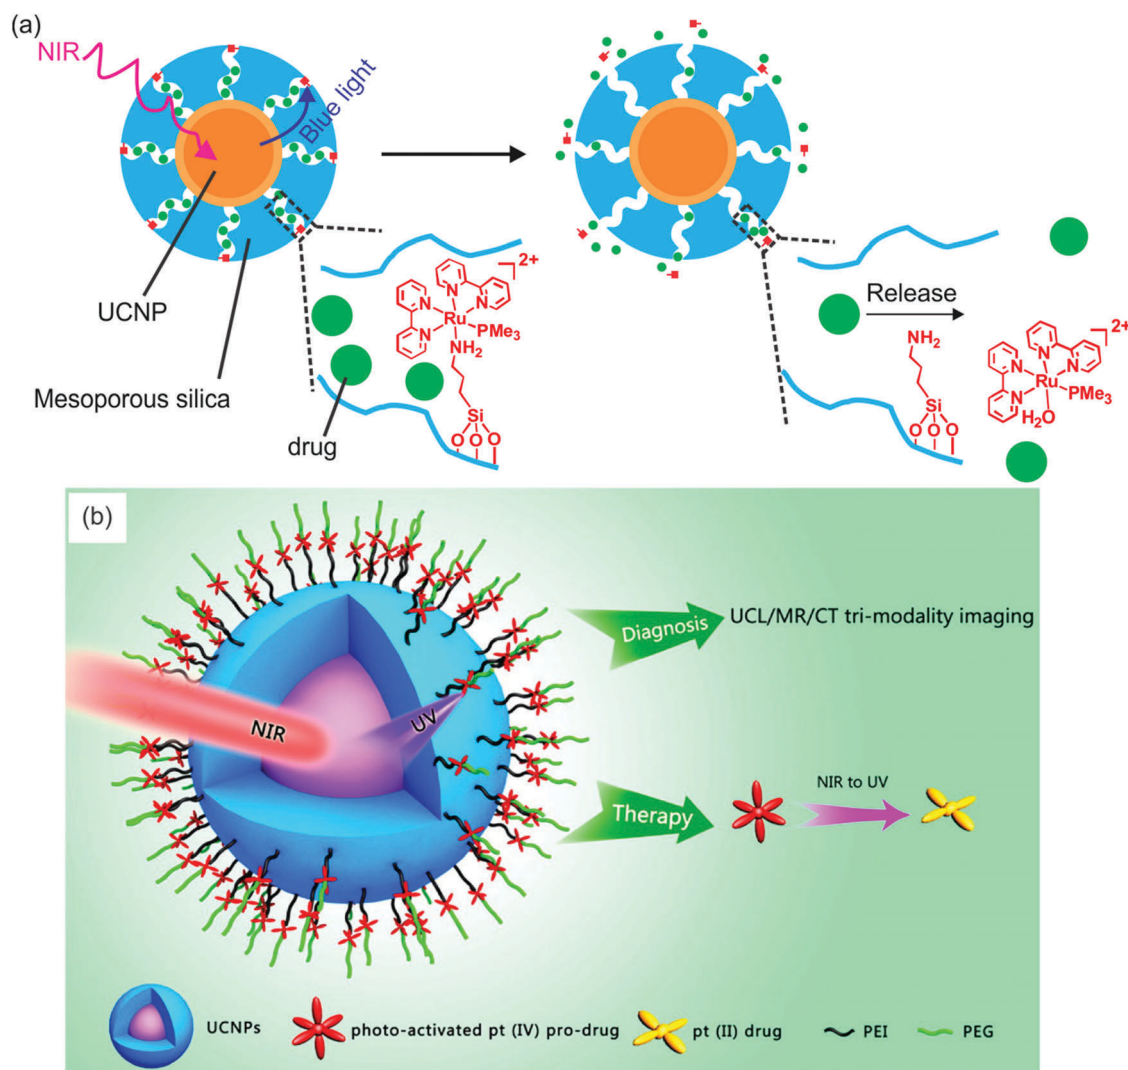 (a)
NIR
Blue light
UCNP
Mesoporous silica
drug
2+
N
N
N
N
Ru
PMe3
NH2
Si
O O O
Release
NH2
Si
O O O
2+
N
N
N
N
Ru
PMe3
H2O
(b)
NIR
UV
Diagnosis
UCL/MR/CT tri-modality imaging
Therapy
NIR to UV
UCNPs
photo-activated pt (IV) pro-drug
pt (II) drug
PEI
PEG